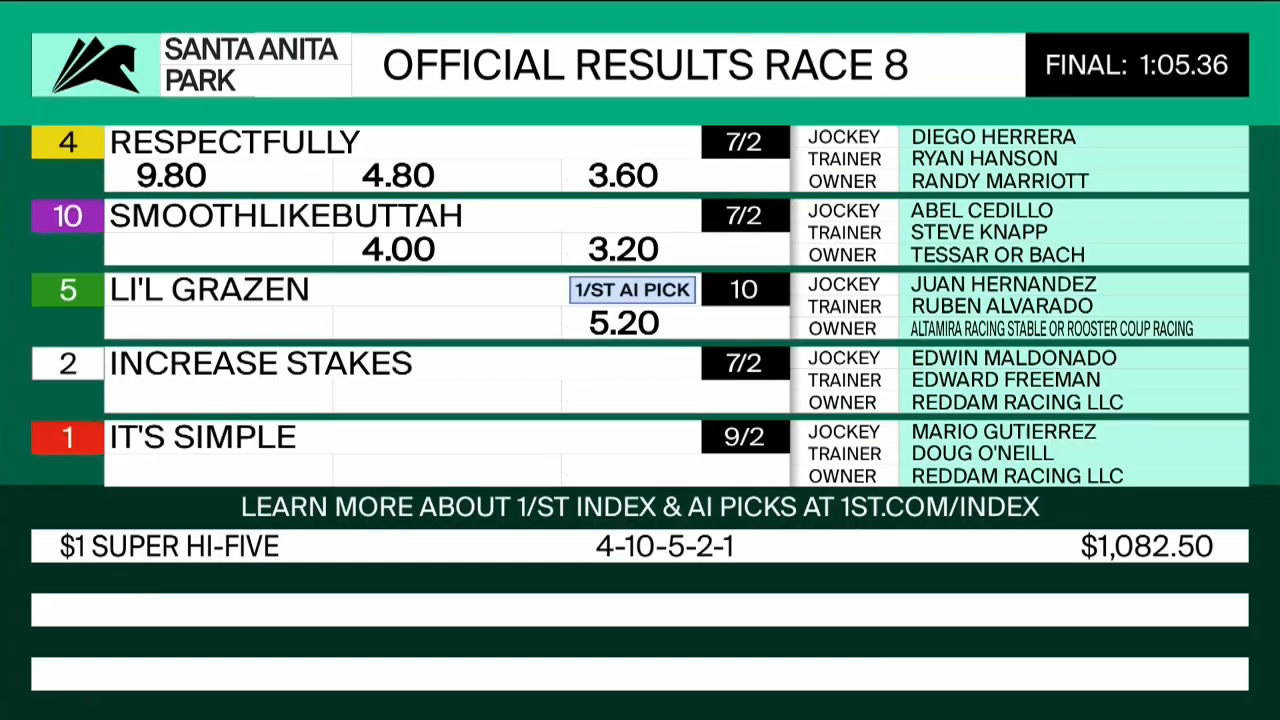 SANTA ANITA PARK
OFFICIAL RESULTS RACE 8
FINAL: 1:05.36
4 RESPECTFULLY 7/2
9.80 4.80 3.60
JOCKEY DIEGO HERRERA
TRAINER RYAN HANSON
OWNER RANDY MARRIOTT
10 SMOOTHLIKEBUTTAH 7/2
4.00 3.20
JOCKEY ABEL CEDILLO
TRAINER STEVE KNAPP
OWNER TESSAR OR BACH
5 LI'L GRAZEN 1/ST AI PICK 10
5.20
JOCKEY JUAN HERNANDEZ
TRAINER RUBEN ALVARADO
OWNER ALTAMIRA RACING STABLE OR ROOSTER COUP RACING
2 INCREASE STAKES 7/2
JOCKEY EDWIN MALDONADO
TRAINER EDWARD FREEMAN
OWNER REDDAM RACING LLC
1 IT'S SIMPLE 9/2
JOCKEY MARIO GUTIERREZ
TRAINER DOUG O'NEILL
OWNER REDDAM RACING LLC
LEARN MORE ABOUT 1/ST INDEX & AI PICKS AT 1ST.COM/INDEX
$1 SUPER HI-FIVE 4-10-5-2-1 $1,082.50